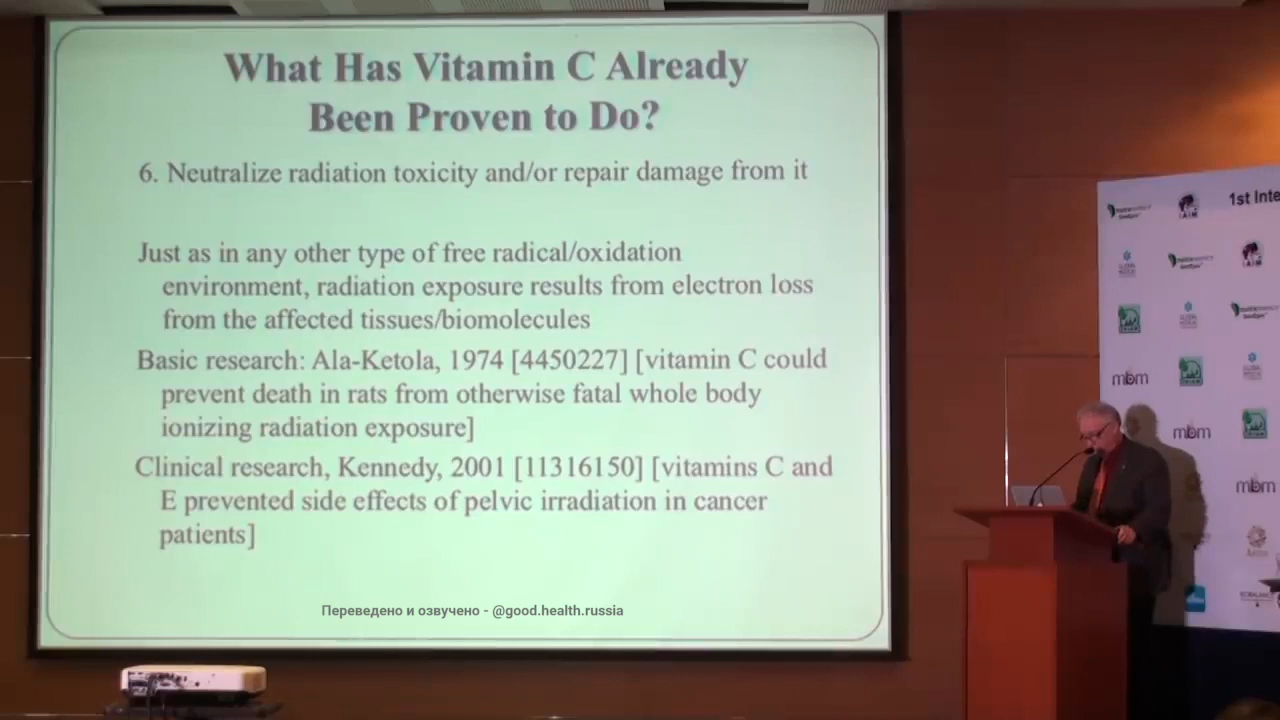 What Has Vitamin C Already
Been Proven to Do?
6. Neutralize radiation toxicity and/or repair damage from it
Just as in any other type of free radical/oxidation
environment, radiation exposure results from electron loss
from the affected tissues/biomolecules
Basic research: Ala-Ketola, 1974 [4450227] [vitamin C could
prevent death in rats from otherwise fatal whole body
ionizing radiation exposure]
Clinical research, Kennedy, 2001 [11316150] [vitamins C and
E prevented side effects of pelvic irradiation in cancer
patients]
Переведено и озвучено - @good.health.russia
1st Inte
mbm
mbm
mbm